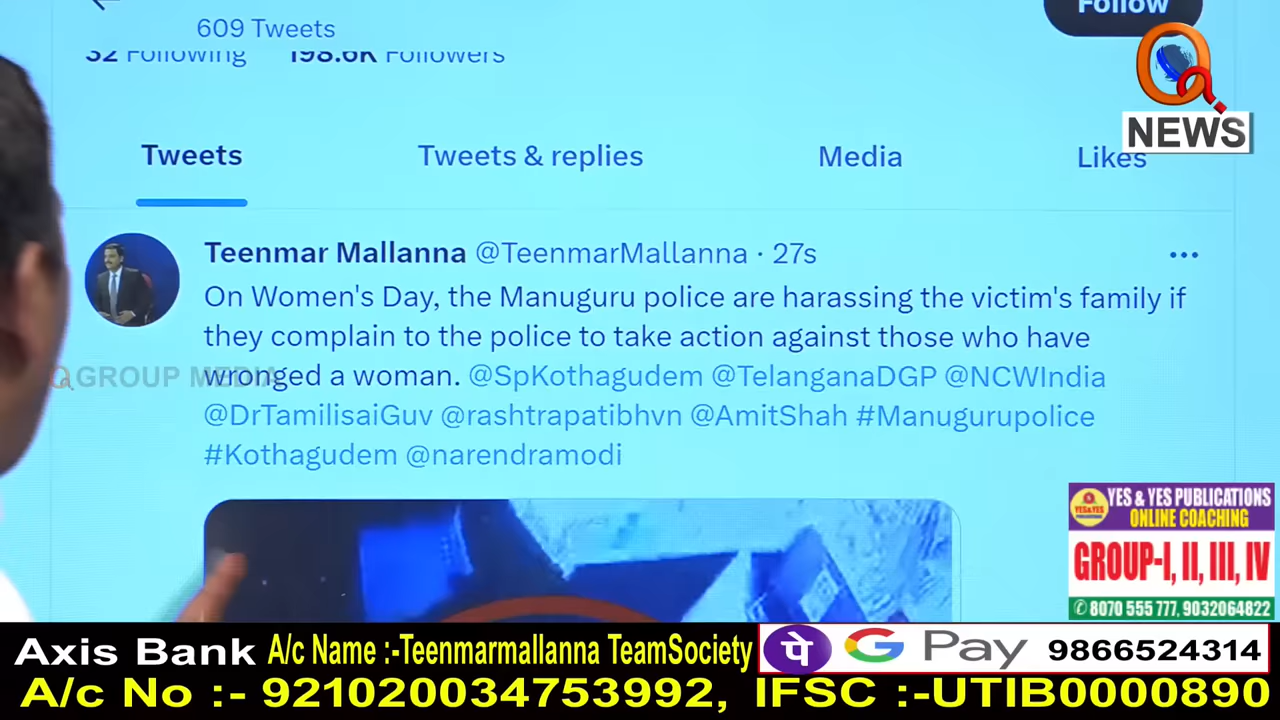 609 Tweets
Follow
32 Following 198.6K Followers
Q
NEWS
Tweets Tweets & replies Media Likes
Teenmar Mallanna @TeenmarMallanna · 27s
On Women's Day, the Manuguru police are harassing the victim's family if
they complain to the police to take action against those who have
wronged a woman. @SpKothagudem @TelanganaDGP @NCWIndia
@DrTamilisaiGuv @rashtrapatibhvn @AmitShah #Manugurupolice
#Kothagudem @narendramodi
QGROUP MEDIA
YES & YES PUBLICATIONS
YES&YES
ONLINE COACHING
GROUP-I, II, III, IV
8070 555 777, 9032064822
Axis Bank A/c Name :-Teenmarmallanna TeamSociety
पे G Pay 9866524314
A/c No :- 921020034753992, IFSC :-UTIB0000890